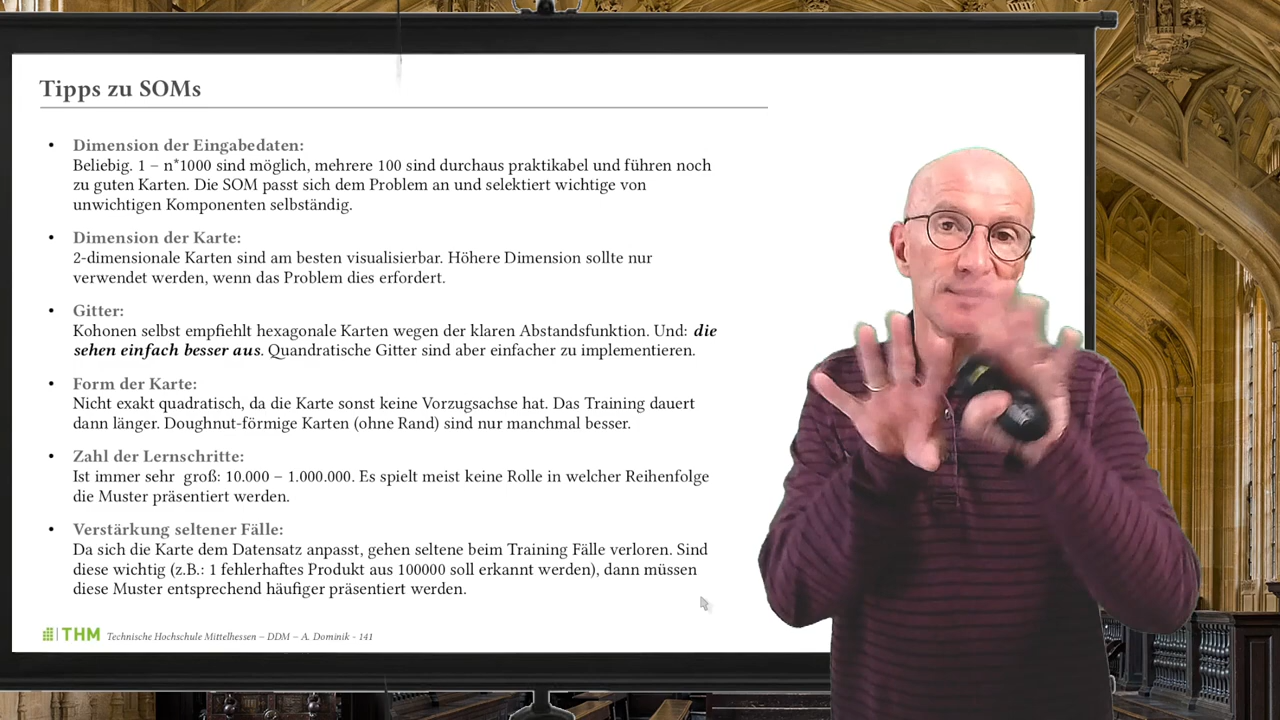 Tipps zu SOMs
• Dimension der Eingabedaten:
Beliebig. 1 – n*1000 sind möglich, mehrere 100 sind durchaus praktikabel und führen noch
zu guten Karten. Die SOM passt sich dem Problem an und selektiert wichtige von
unwichtigen Komponenten selbständig.
• Dimension der Karte:
2-dimensionale Karten sind am besten visualisierbar. Höhere Dimension sollte nur
verwendet werden, wenn das Problem dies erfordert.
• Gitter:
Kohonen selbst empfiehlt hexagonale Karten wegen der klaren Abstandsfunktion. Und: die
sehen einfach besser aus. Quandratische Gitter sind aber einfacher zu implementieren.
• Form der Karte:
Nicht exakt quadratisch, da die Karte sonst keine Vorzugsachse hat. Das Training dauert
dann länger. Doughnut-förmige Karten (ohne Rand) sind nur manchmal besser.
• Zahl der Lernschritte:
Ist immer sehr groß: 10.000 – 1.000.000. Es spielt meist keine Rolle in welcher Reihenfolge
die Muster präsentiert werden.
• Verstärkung seltener Fälle:
Da sich die Karte dem Datensatz anpasst, gehen seltene beim Training Fälle verloren. Sind
diese wichtig (z.B.: 1 fehlerhaftes Produkt aus 100000 soll erkannt werden), dann müssen
diese Muster entsprechend häufiger präsentiert werden.
THM Technische Hochschule Mittelhessen – DDM – A. Dominik - 141